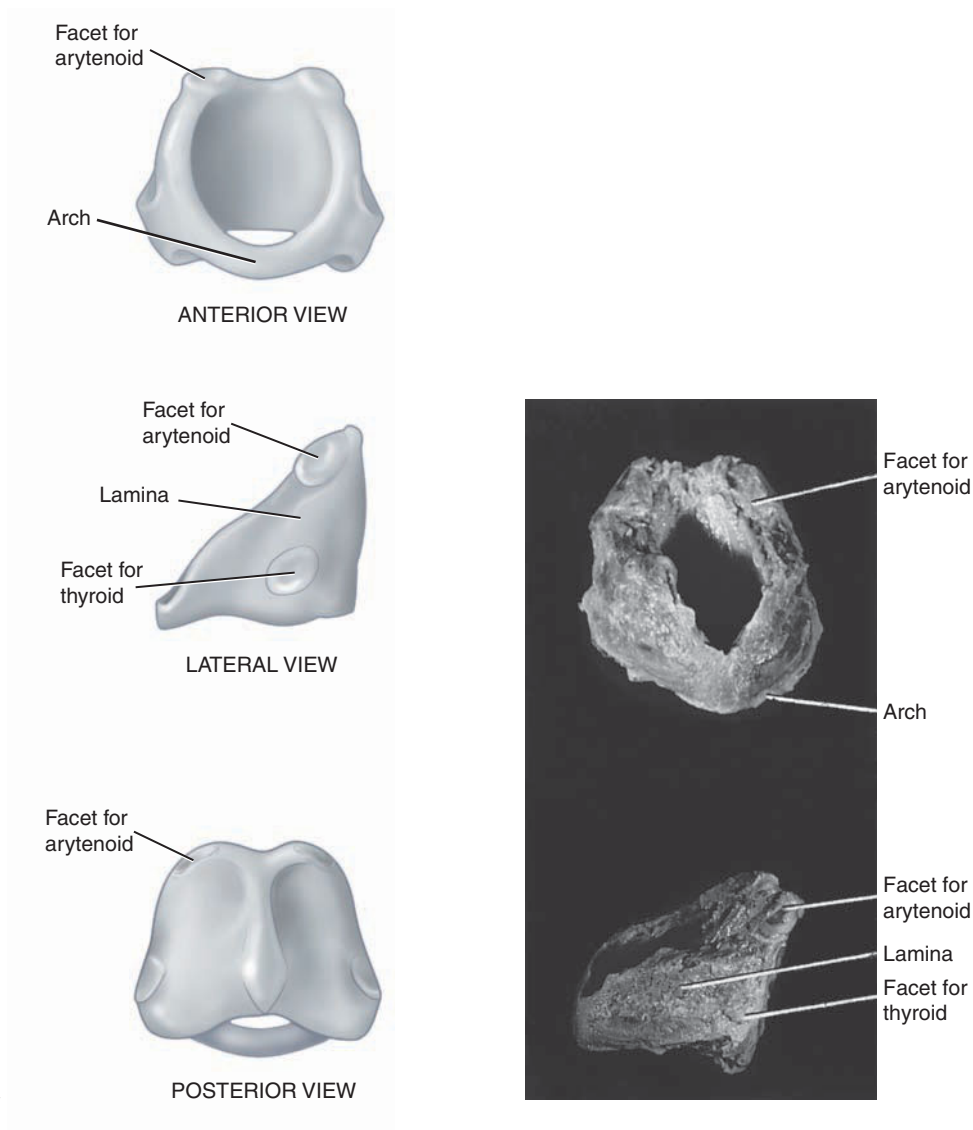 Facet for
arytenoid
Arch
ANTERIOR VIEW
Facet for
arytenoid
Lamina
Facet for
thyroid
LATERAL VIEW
Facet for
arytenoid
POSTERIOR VIEW
Facet for
arytenoid
Arch
Facet for
arytenoid
Lamina
Facet for
thyroid